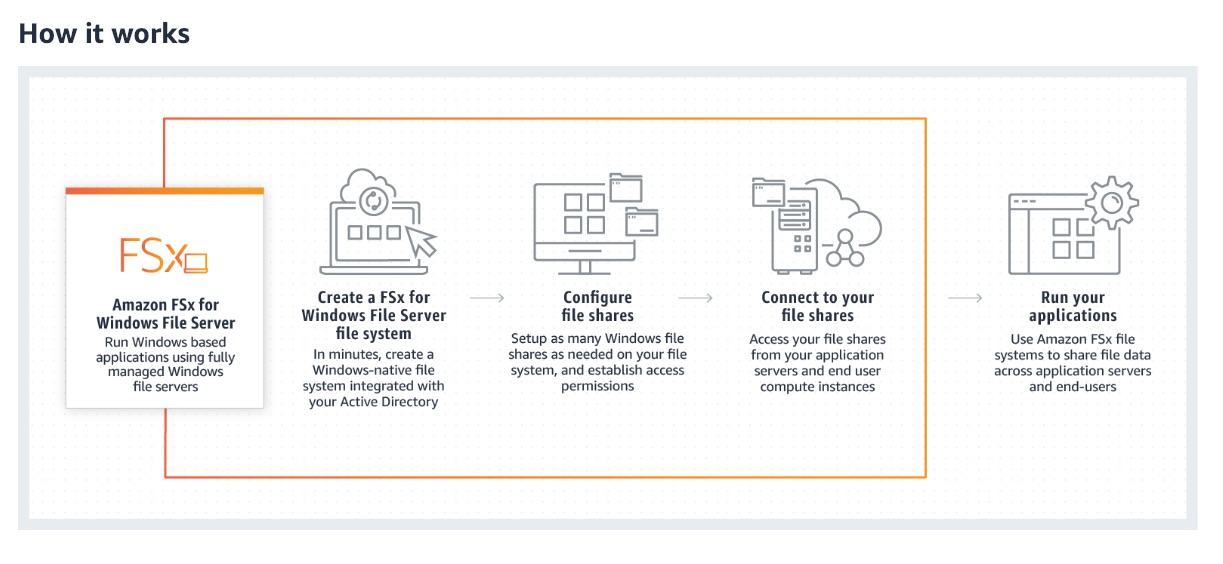 How it works
FSx
Amazon FSx for
Windows File Server
Run Windows based
applications using fully
managed Windows
file servers
Create a FSx for
Windows File Server
file system
In minutes, create a
Windows-native file
system integrated with
your Active Directory
Configure
file shares
Setup as many Windows file
shares as needed on your file
system, and establish access
permissions
Connect to your
file shares
Access your file shares
from your application
servers and end user
compute instances
Run your
applications
Use Amazon FSx file
systems to share file data
across application servers
and end-users